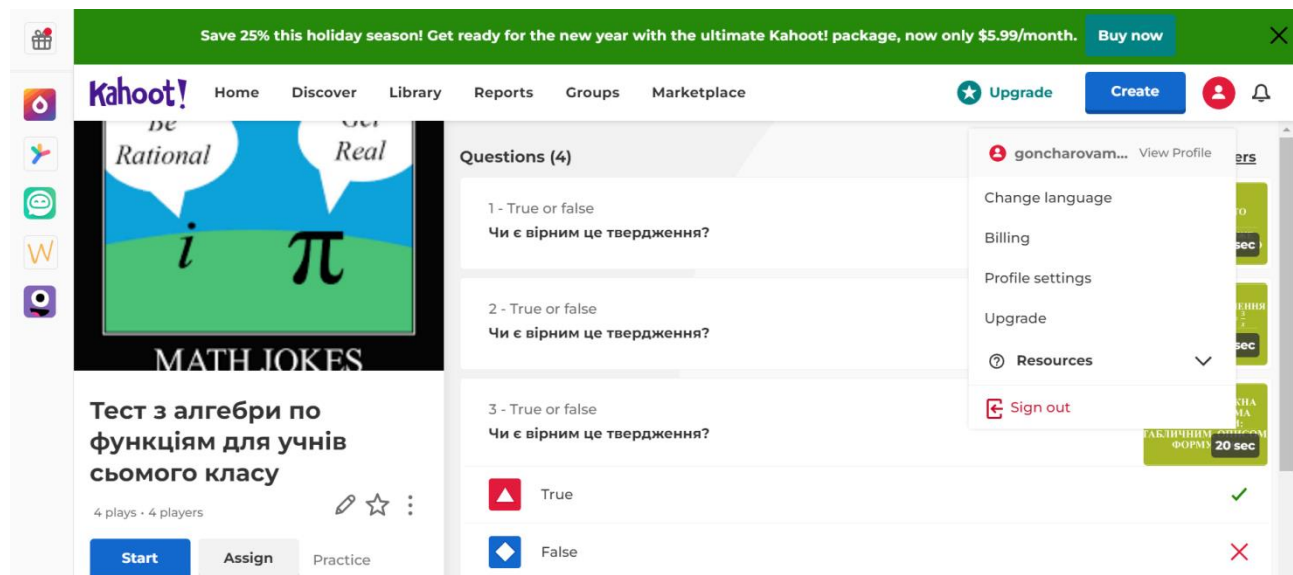 Save 25% this holiday season! Get ready for the new year with the ultimate Kahoot! package, now only $5.99/month. Buy now
Kahoot! Home Discover Library Reports Groups Marketplace Upgrade Create
Be
Rational
Get
Real
i
π
MATH JOKES
Тест з алгебри по
функціям для учнів
сьомого класу
4 plays · 4 players
Start Assign Practice
Questions (4)
1 - True or false
Чи є вірним це твердження?
sec
2 - True or false
Чи є вірним це твердження?
sec
3 - True or false
Чи є вірним це твердження?
20 sec
True
False
goncharovam... View Profile
Change language
Billing
Profile settings
Upgrade
Resources
Sign out